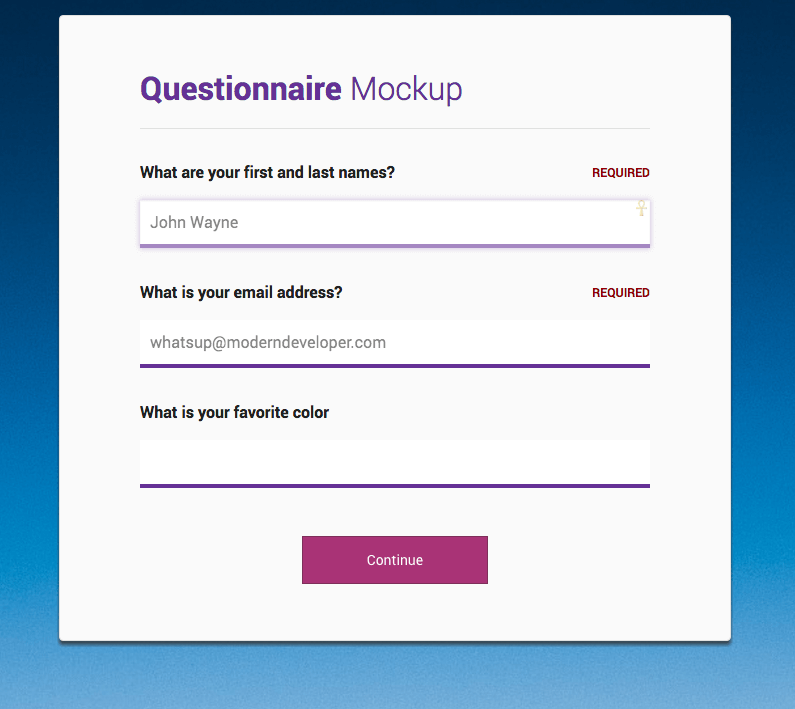 Questionnaire Mockup
What are your first and last names? REQUIRED
John Wayne
What is your email address? REQUIRED
whatsup@moderndeveloper.com
What is your favorite color
Continue